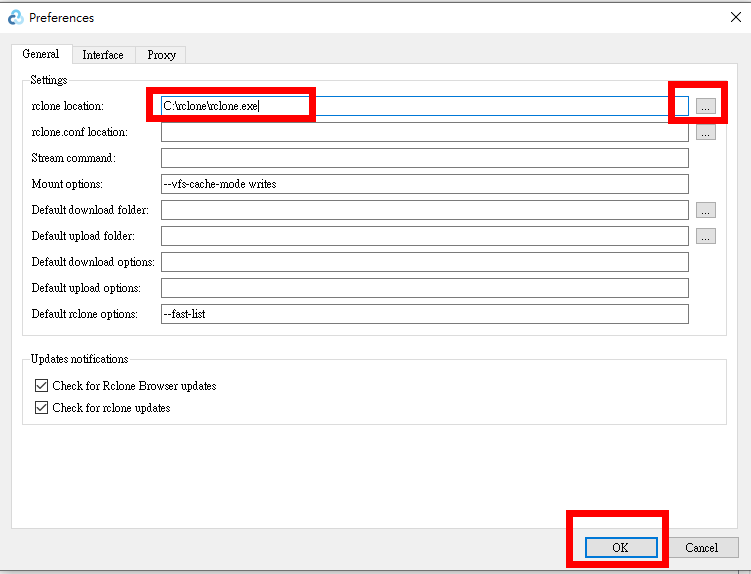 Preferences
General Interface Proxy
Settings
rclone location: C:\rclone\rclone.exe ...
rclone.conf location: ...
Stream command:
Mount options: --vfs-cache-mode writes
Default download folder: ...
Default upload folder: ...
Default download options:
Default upload options:
Default rclone options: --fast-list
Updates notifications
Check for Rclone Browser updates
Check for rclone updates
OK Cancel